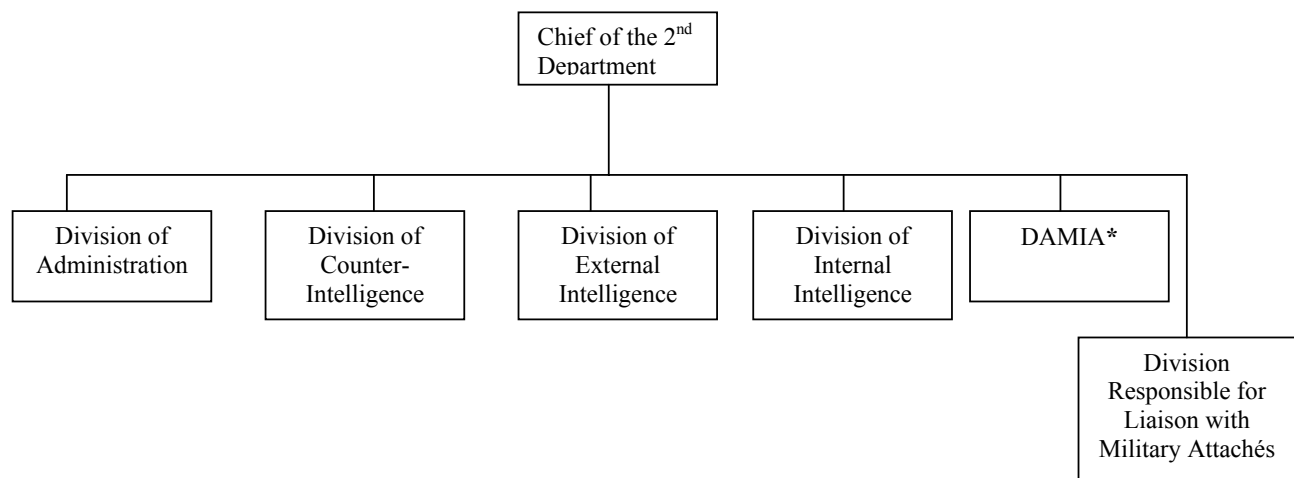 Chief of the 2nd
Department
Division of
Administration
Division of
Counter-
Intelligence
Division of
External
Intelligence
Division of
Internal
Intelligence
DAMIA*
Division
Responsible for
Liaison with
Military Attachés